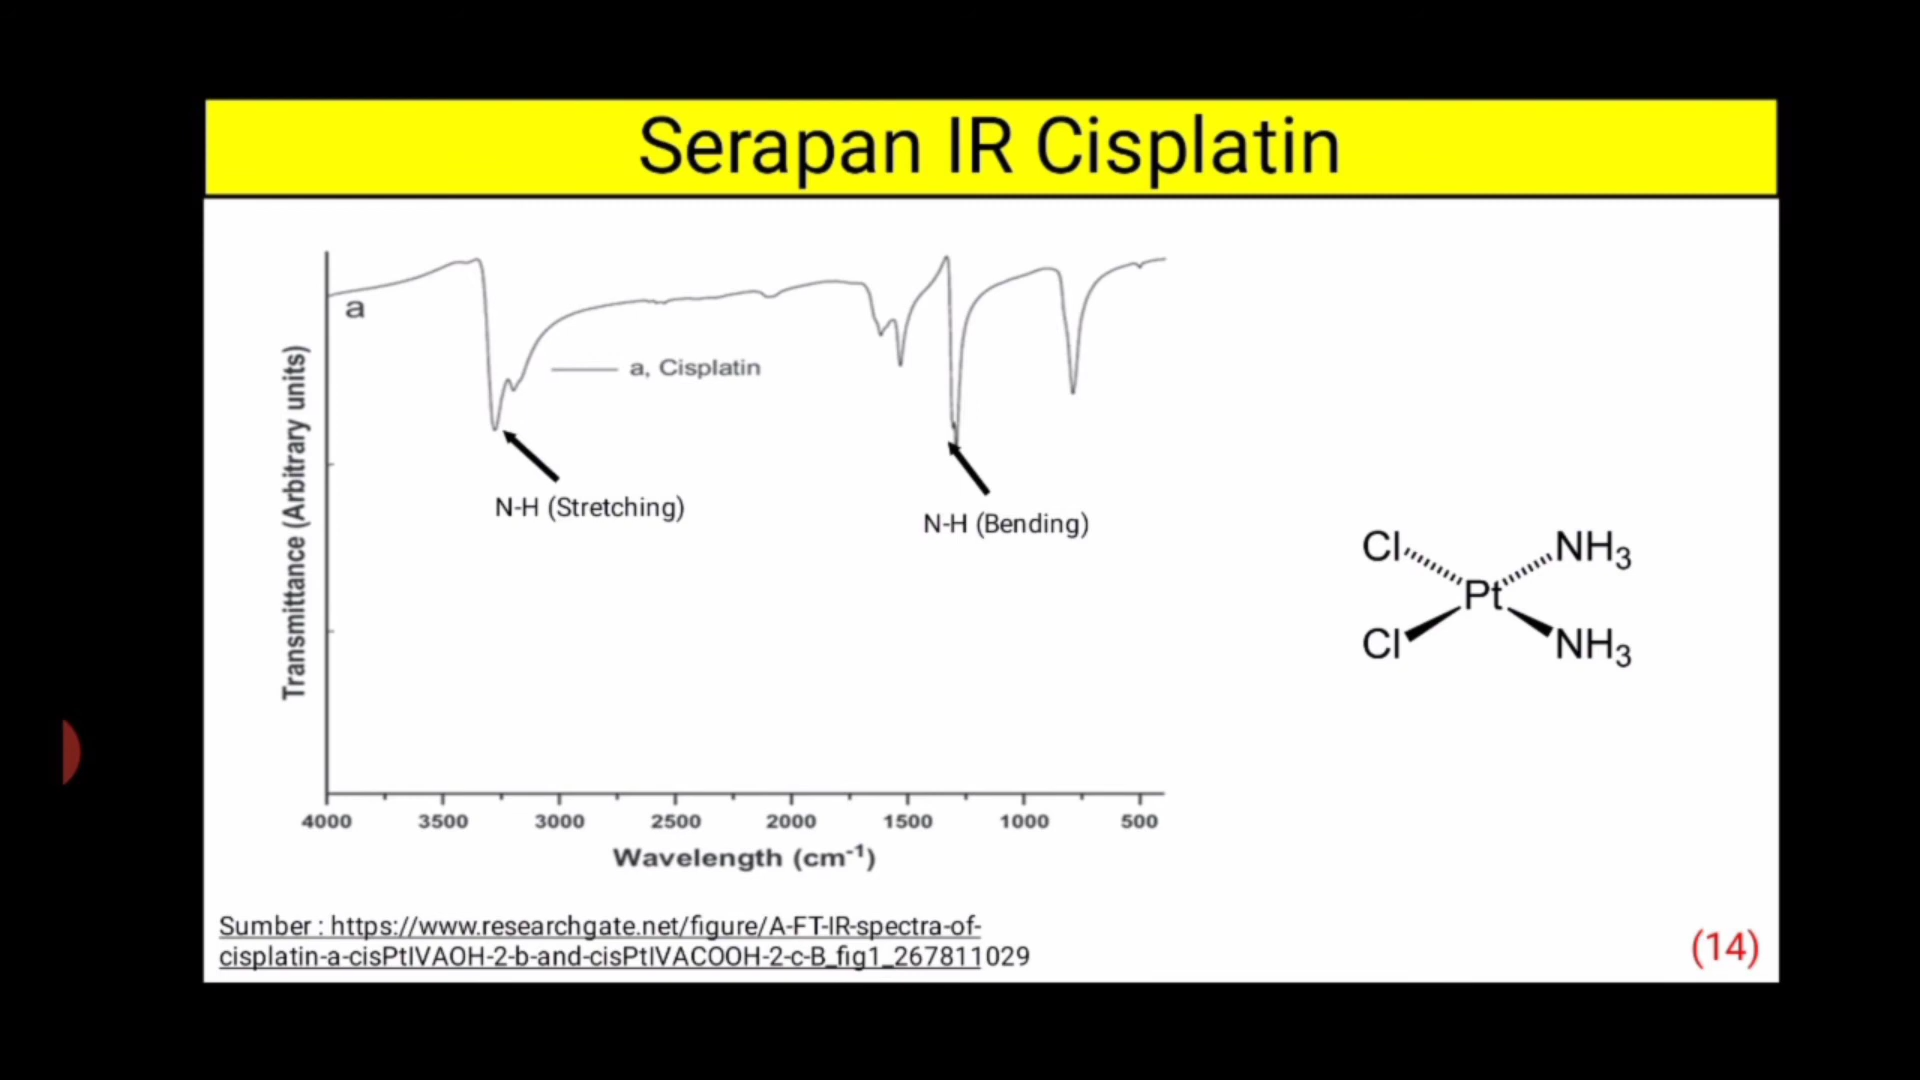 Serapan IR Cisplatin
a
a, Cisplatin
Transmittance (Arbitrary units)
N-H (Stretching)
N-H (Bending)
Cl
NH₃
Pt
Cl
NH₃
4000 3500 3000 2500 2000 1500 1000 500
Wavelength (cm⁻¹)
Sumber : https://www.researchgate.net/figure/A-FT-IR-spectra-of-
cisplatin-a-cisPtIVAOH-2-b-and-cisPtIVACOOH-2-c-B_fig1_267811029
(14)